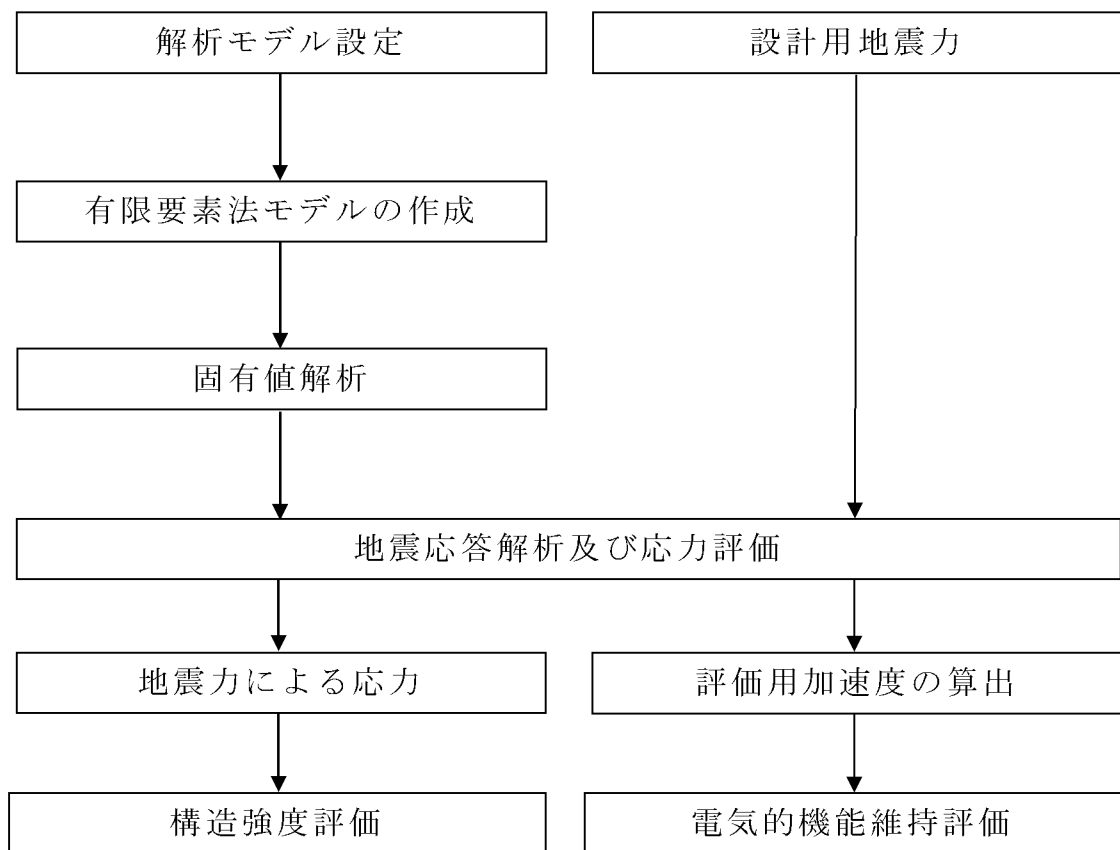 解析モデル設定
設計用地震力
有限要素法モデルの作成
固有値解析
地震応答解析及び応力評価
地震力による応力
評価用加速度の算出
構造強度評価
電気的機能維持評価